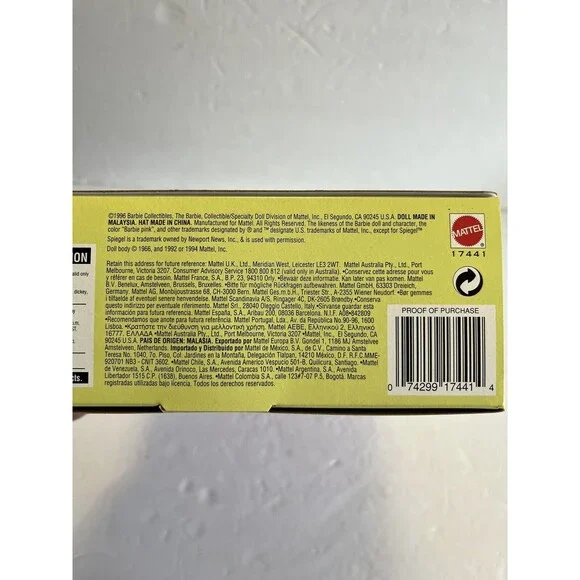 ©1996 Barbie Collectibles, The Barbie, Collectible/Specialty Doll Division of Mattel, Inc., El Segundo, CA 90245 U.S.A. DOLL MADE IN
MALAYSIA. HAT MADE IN CHINA. Manufactured for Mattel. All Rights Reserved. The likeness of the Barbie doll and character, the
color "Barbie pink", and other trademarks designated by ® and ™ designate U.S. trademarks of Mattel, Inc., except for Spiegel™
Spiegel is a trademark owned by Newport News, Inc., & is used with permission.
Doll body © 1966, and 1992 or 1994 Mattel, Inc.
MATTEL
17441
ION
valid only
dickey,
cts.
Retain this address for future reference: Mattel U.K., Ltd., Meridian West, Leicester LE3 2WT. Mattel Australia Pty., Ltd., Port
Melbourne, Victoria 3207. Consumer Advisory Service 1800 800 812 (valid only in Australia). •Conservez cette adresse pour vous
y référer en cas de besoin. Mattel France, S.A., B.P. 23, 94310 Orly. •Bewaar deze informatie. Kan later van pas komen. Mattel
B.V. Benelux, Amstelveen, Brussels, Bruxelles. •Bitte für mögliche Rückfragen aufbewahren: Mattel GmbH, 63303 Dreieich,
Germany. Mattel AG, Monbijoustrasse 68, CH-3000 Bern. Mattel Ges.m.b.H., Triester Str., A-2355 Wiener Neudorf. •Bør gemmes
i tilfælde af eventuel senere henvendelse. Mattel Scandinavia A/S, Ringager 4C, DK-2605 Brøndby. •Conservare questo
indirizzo per eventuale riferimento. Mattel Srl., 28040 Oleggio Castello, Italy. •Se ruega guardar esta información para
referencia futura. Mattel España, S.A., Aribau, 200. 08036 Barcelona. N.I.F. A08•842809
•Recomendamos que anote este endereço para futura referência. Mattel Portugal, Lda., Av. da República No 90-96, 1600
Lisboa. •Κρατήστε την διεύθυνση για μελλοντική χρήση. Mattel AEBE, Ελληνικού 2, Ελληνικό
16777. ΕΛΛΑΔΑ •Mattel Australia Pty., Ltd., Port Melbourne, Victoria 3207 •Mattel, Inc., El Segundo, CA
90245 U.S.A. PAIS DE ORIGEN: MALASIA. Exportado por Mattel Europa B.V. Gondel 1, 1186 MJ Amstelveen
Amstelveen, Netherlands. Importado y Distribuido por Mattel de México, S.A., de C.V., Camino a Santa
Teresa No. 1040, 7o. Piso, Col. Jardines en la Montaña, Delegación Tlalpan, 14210 México, D.F. R.F.C.MME-
920701 NB3 – CNIT 3602. •Mattel Chile, S.A., Avenida Americo Vespucio 501-B, Quilicura, Santiago. •Mattel
de Venezuela, S.A., Avenida Orinoco, Las Mercedes, Caracas 1010. •Mattel Argentina, S.A., Avenida
Libertador 1515 C.P. (1638), Buenos Aires. •Mattel Colombia S.A., calle 123#7-07 P.5, Bogotá. Marcas
registradas utilizadas bajo licencia. Todos los derechos reservados.
PROOF OF PURCHASE
0 74299 17441 4